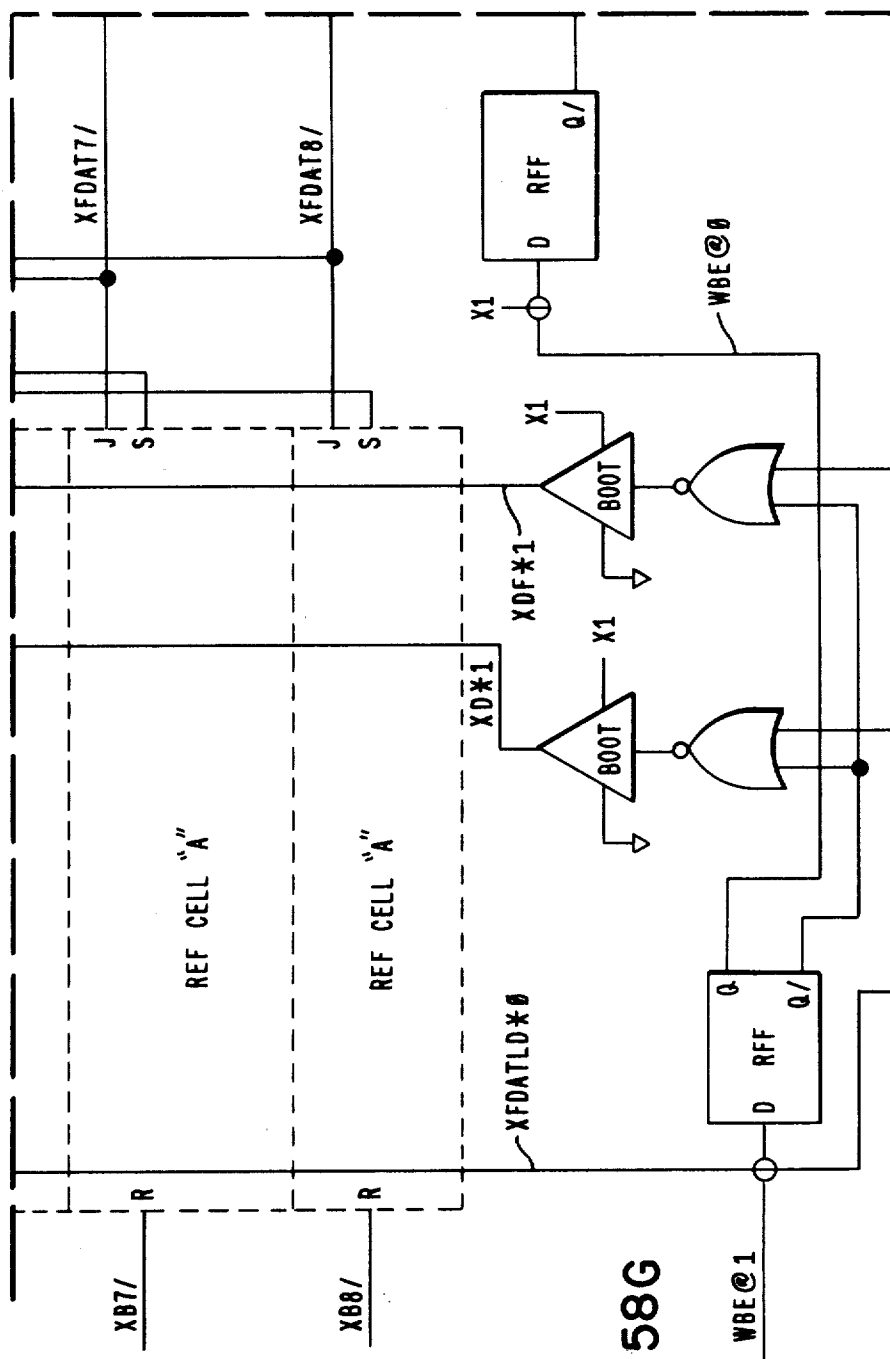 XFDAT7/
XFDAT8/
J
S
J
S
REF CELL "A"
REF CELL "A"
R
R
XB7/
XB8/
D RFF Q/
X1
WBE@0
X1
BOOT
XDF*1
X1
BOOT
XD*1
XFDATLD*0
D RFF Q
Q/
58G
WBE@1